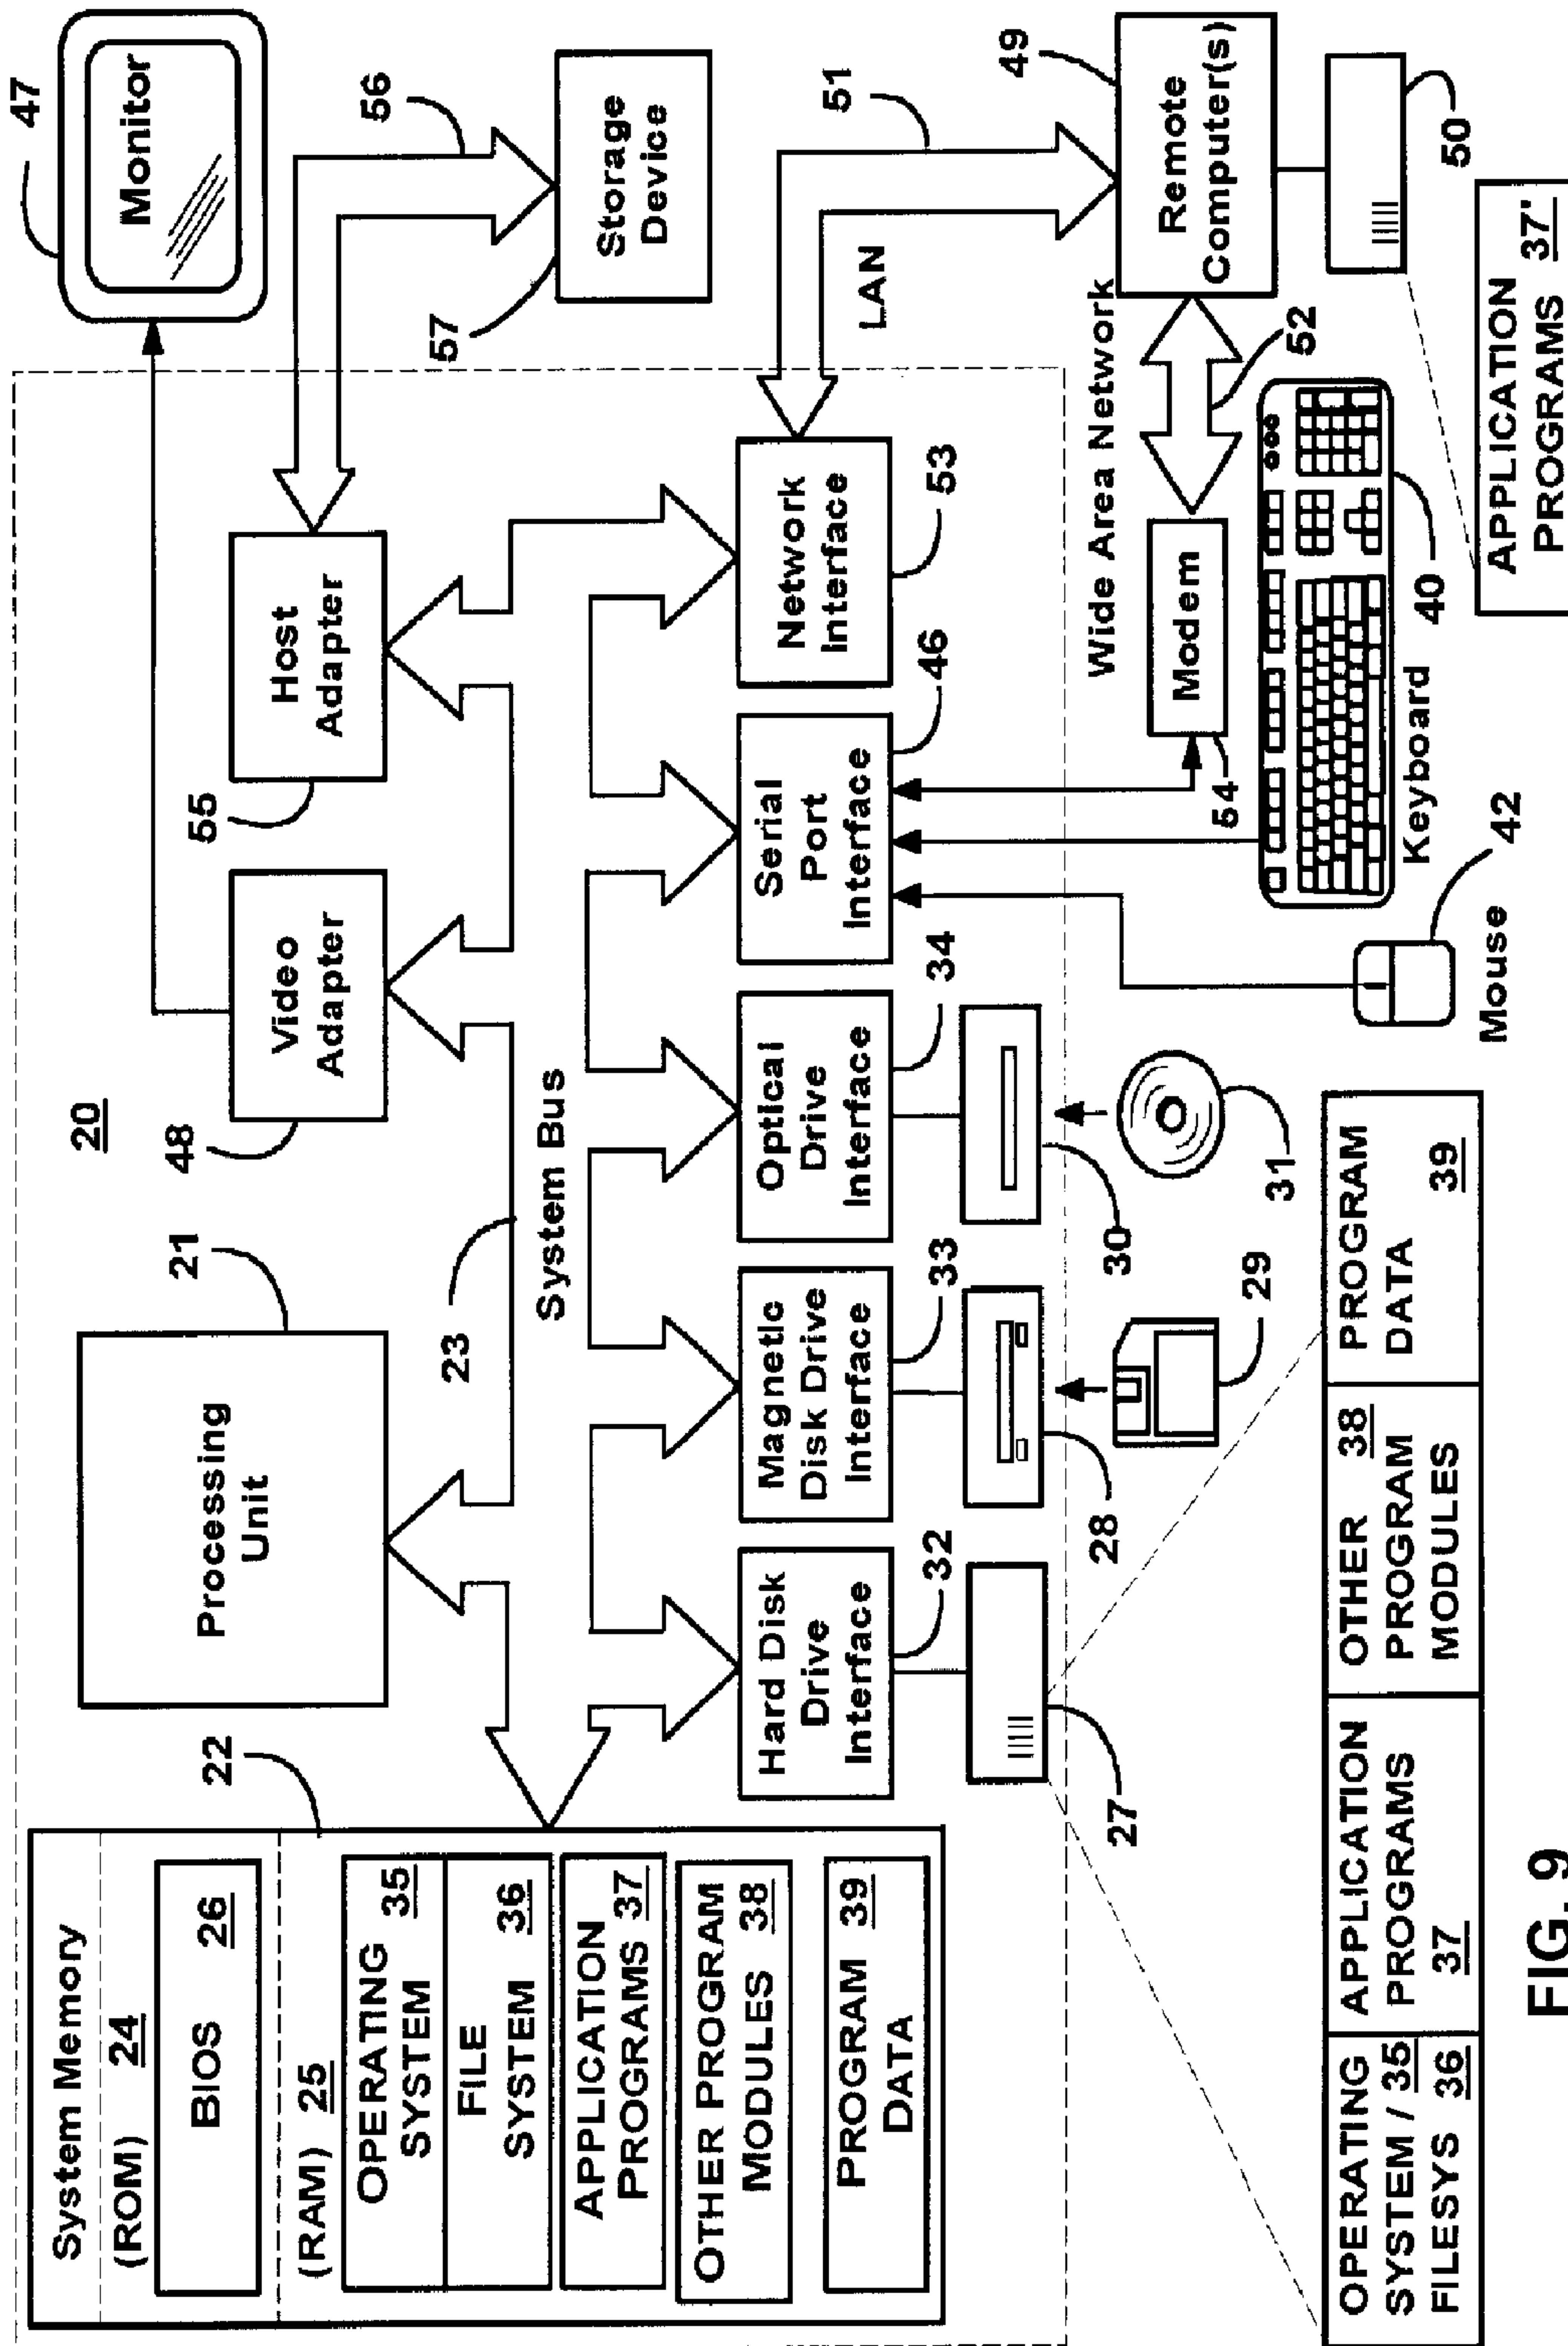 20
47
Monitor
System Memory
(ROM) 24
BIOS 26
22
(RAM) 25
OPERATING
SYSTEM 35
FILE
SYSTEM 36
APPLICATION
PROGRAMS 37
OTHER PROGRAM
MODULES 38
PROGRAM 39
DATA
21
Processing
Unit
48
Video
Adapter
55
Host
Adapter
56
57
Storage
Device
23
System Bus
Hard Disk
Drive
Interface
32
Magnetic
Disk Drive
Interface
33
Optical
Drive
Interface
34
Serial
Port
Interface
46
Network
Interface
53
LAN
51
49
Remote
Computer(s)
Wide Area Network
52
Modem
54
27
28
29
30
31
Mouse
42
Keyboard
40
50
OPERATING
SYSTEM / 35
FILESYS 36
APPLICATION
PROGRAMS
37
OTHER 38
PROGRAM
MODULES
PROGRAM
DATA
39
APPLICATION
PROGRAMS 37'
FIG. 9